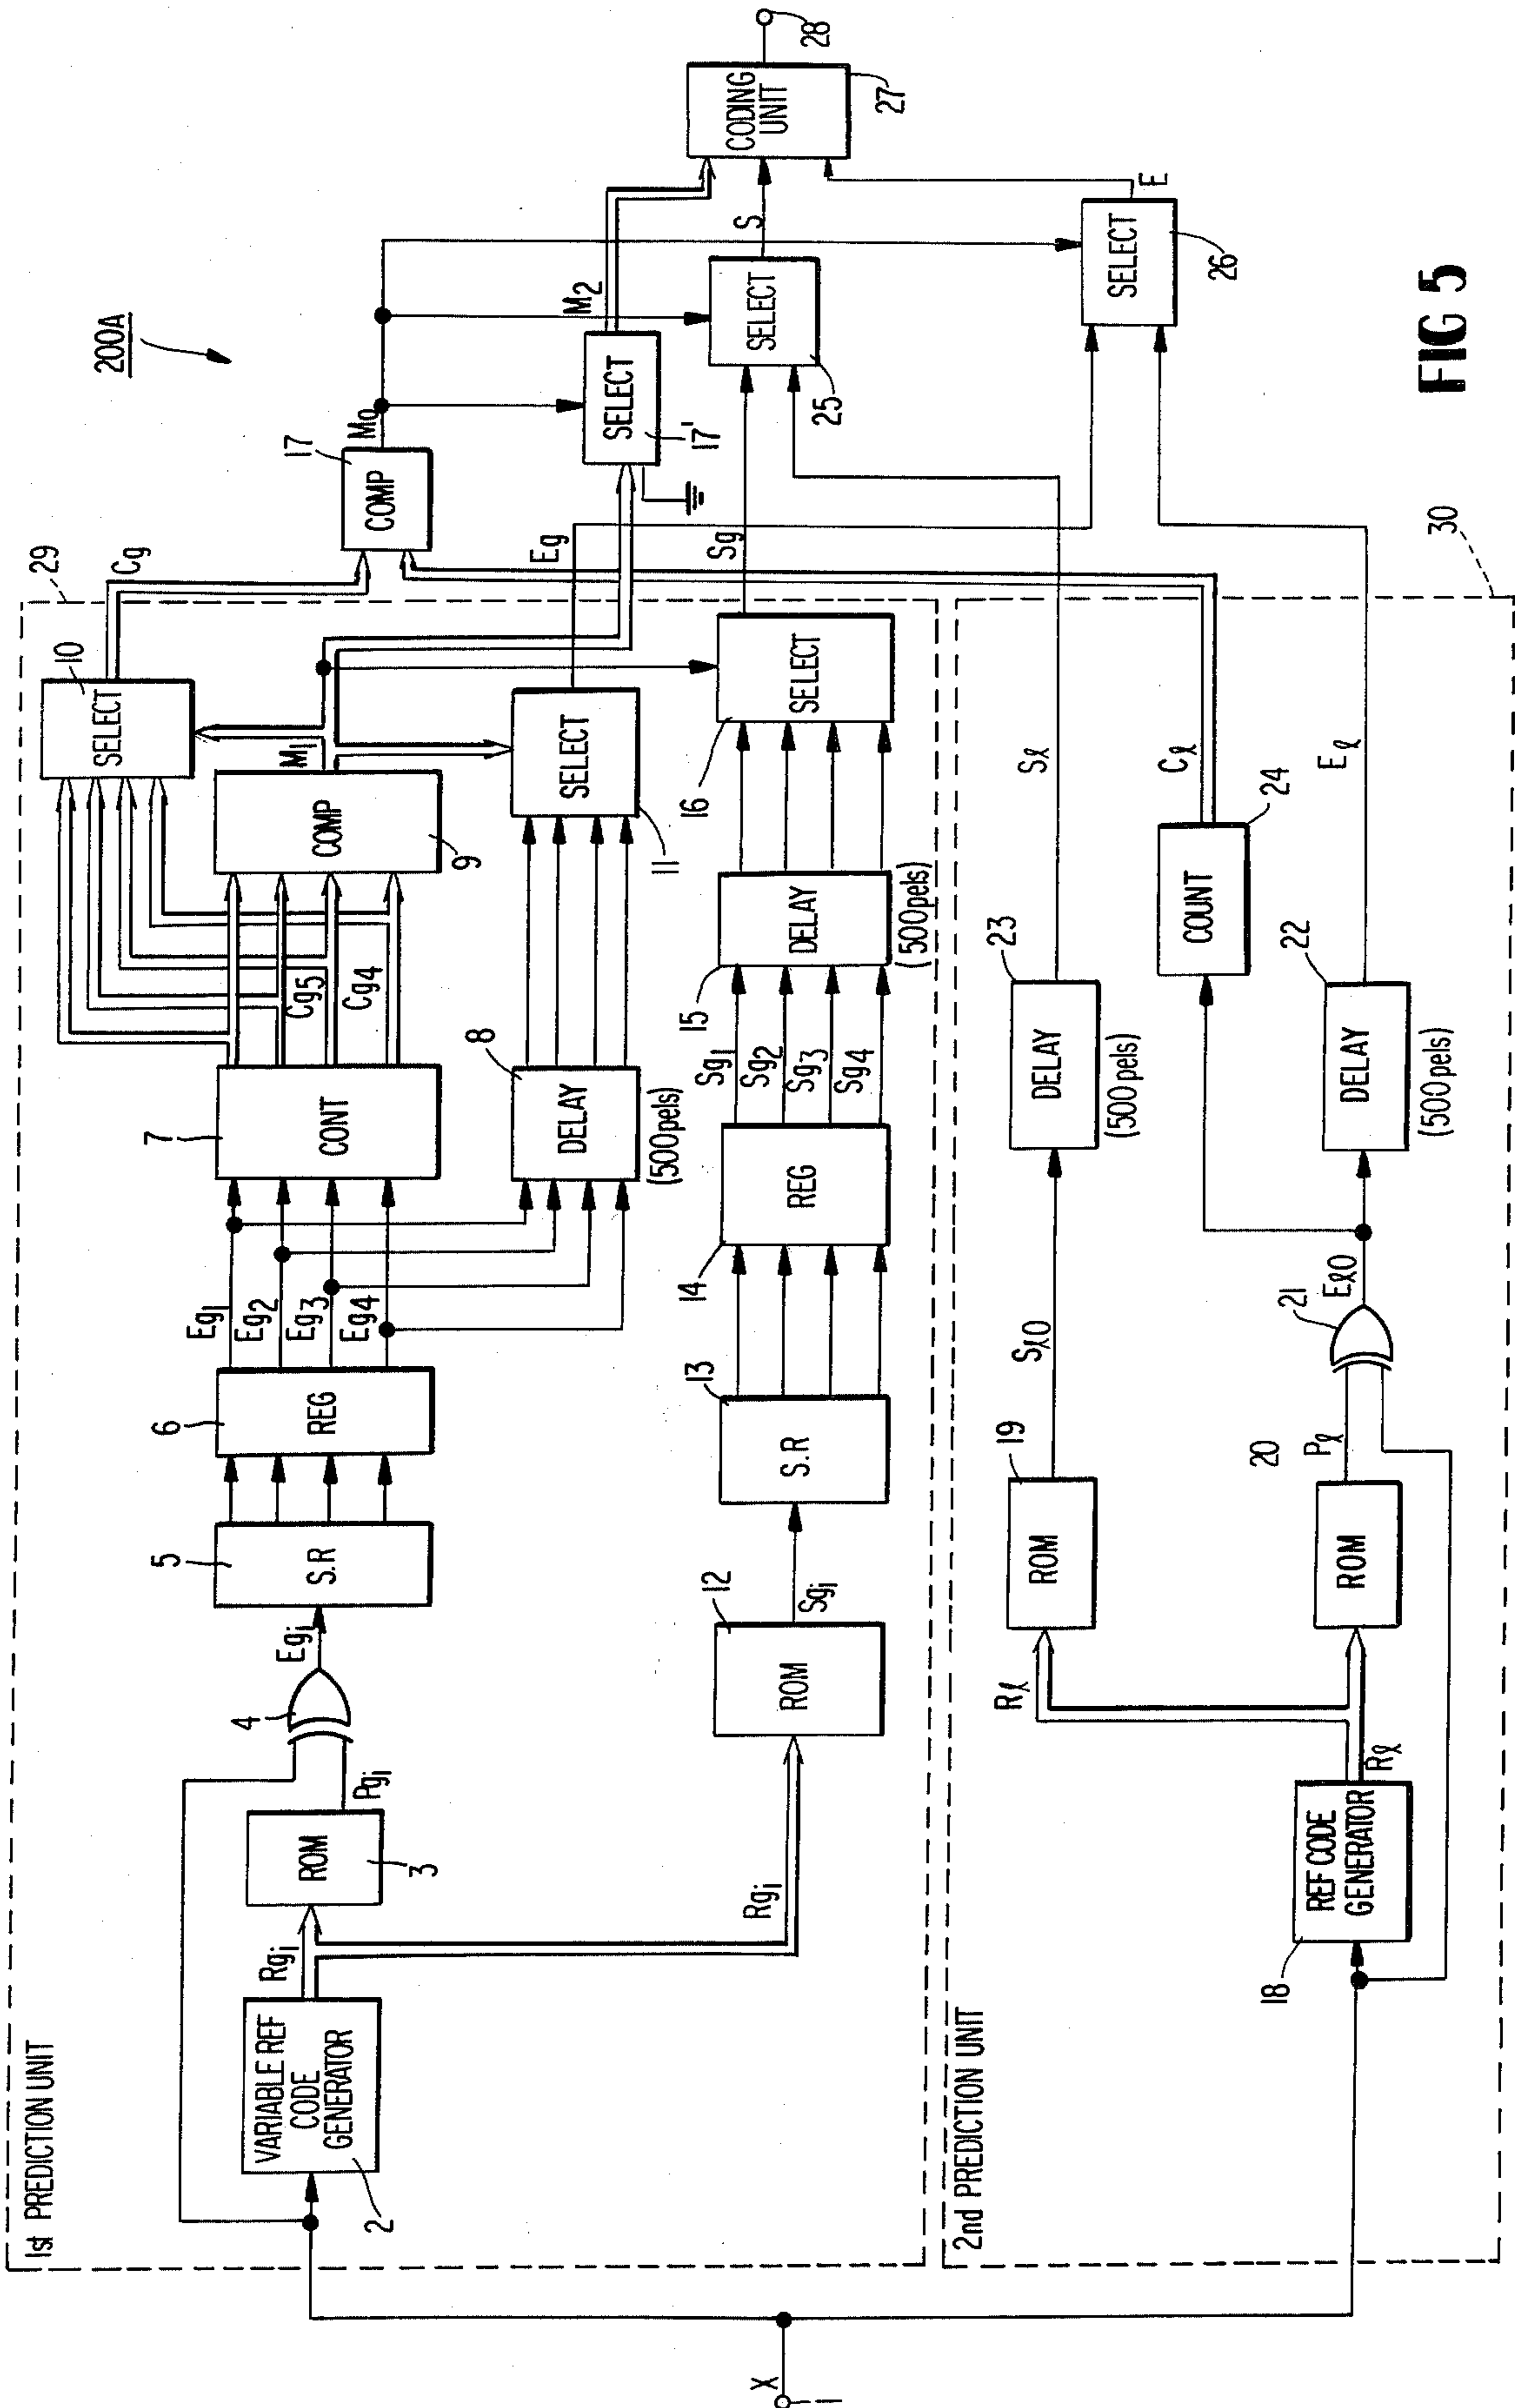 200A
FIG 5
1st PREDICTION UNIT
29
X
1
VARIABLE REF
CODE
GENERATOR
2
Rgi
Rgi
ROM
3
Pgi
4
Egi
S.R
5
REG
6
Eg1
Eg2
Eg3
Eg4
CONT
7
Cg5
Cg4
DELAY
8
(500pels)
COMP
9
M1
SELECT
10
Cg
SELECT
11
Eg
ROM
12
Sgi
S.R
13
REG
14
Sg1
Sg2
Sg3
Sg4
DELAY
15
(500pels)
SELECT
16
Sg
COMP
17
M0
SELECT
17'
M2
SELECT
25
S
SELECT
26
E
CODING
UNIT
27
28
2nd PREDICTION UNIT
30
REF CODE
GENERATOR
18
Rℓ
Rℓ
ROM
19
Sℓ0
DELAY
23
(500pels)
Sℓ
ROM
20
Pℓ
21
Eℓ0
COUNT
24
Cℓ
DELAY
22
(500pels)
Eℓ